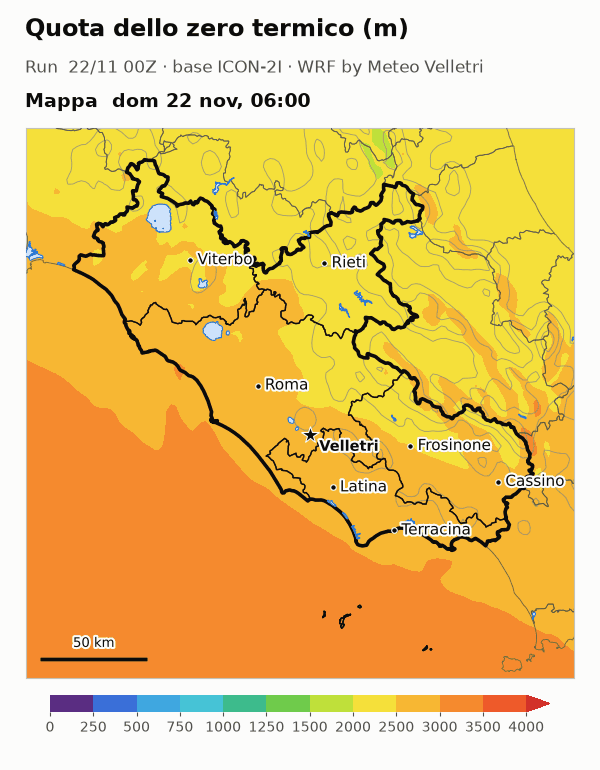 Quota dello zero termico (m)
Run  22/11 00Z · base ICON-2I · WRF by Meteo Velletri
Mappa  dom 22 nov, 06:00
Viterbo
Rieti
Roma
Velletri
Frosinone
Cassino
Latina
Terracina
50 km
0 250 500 750 1000 1250 1500 2000 2500 3000 3500 4000